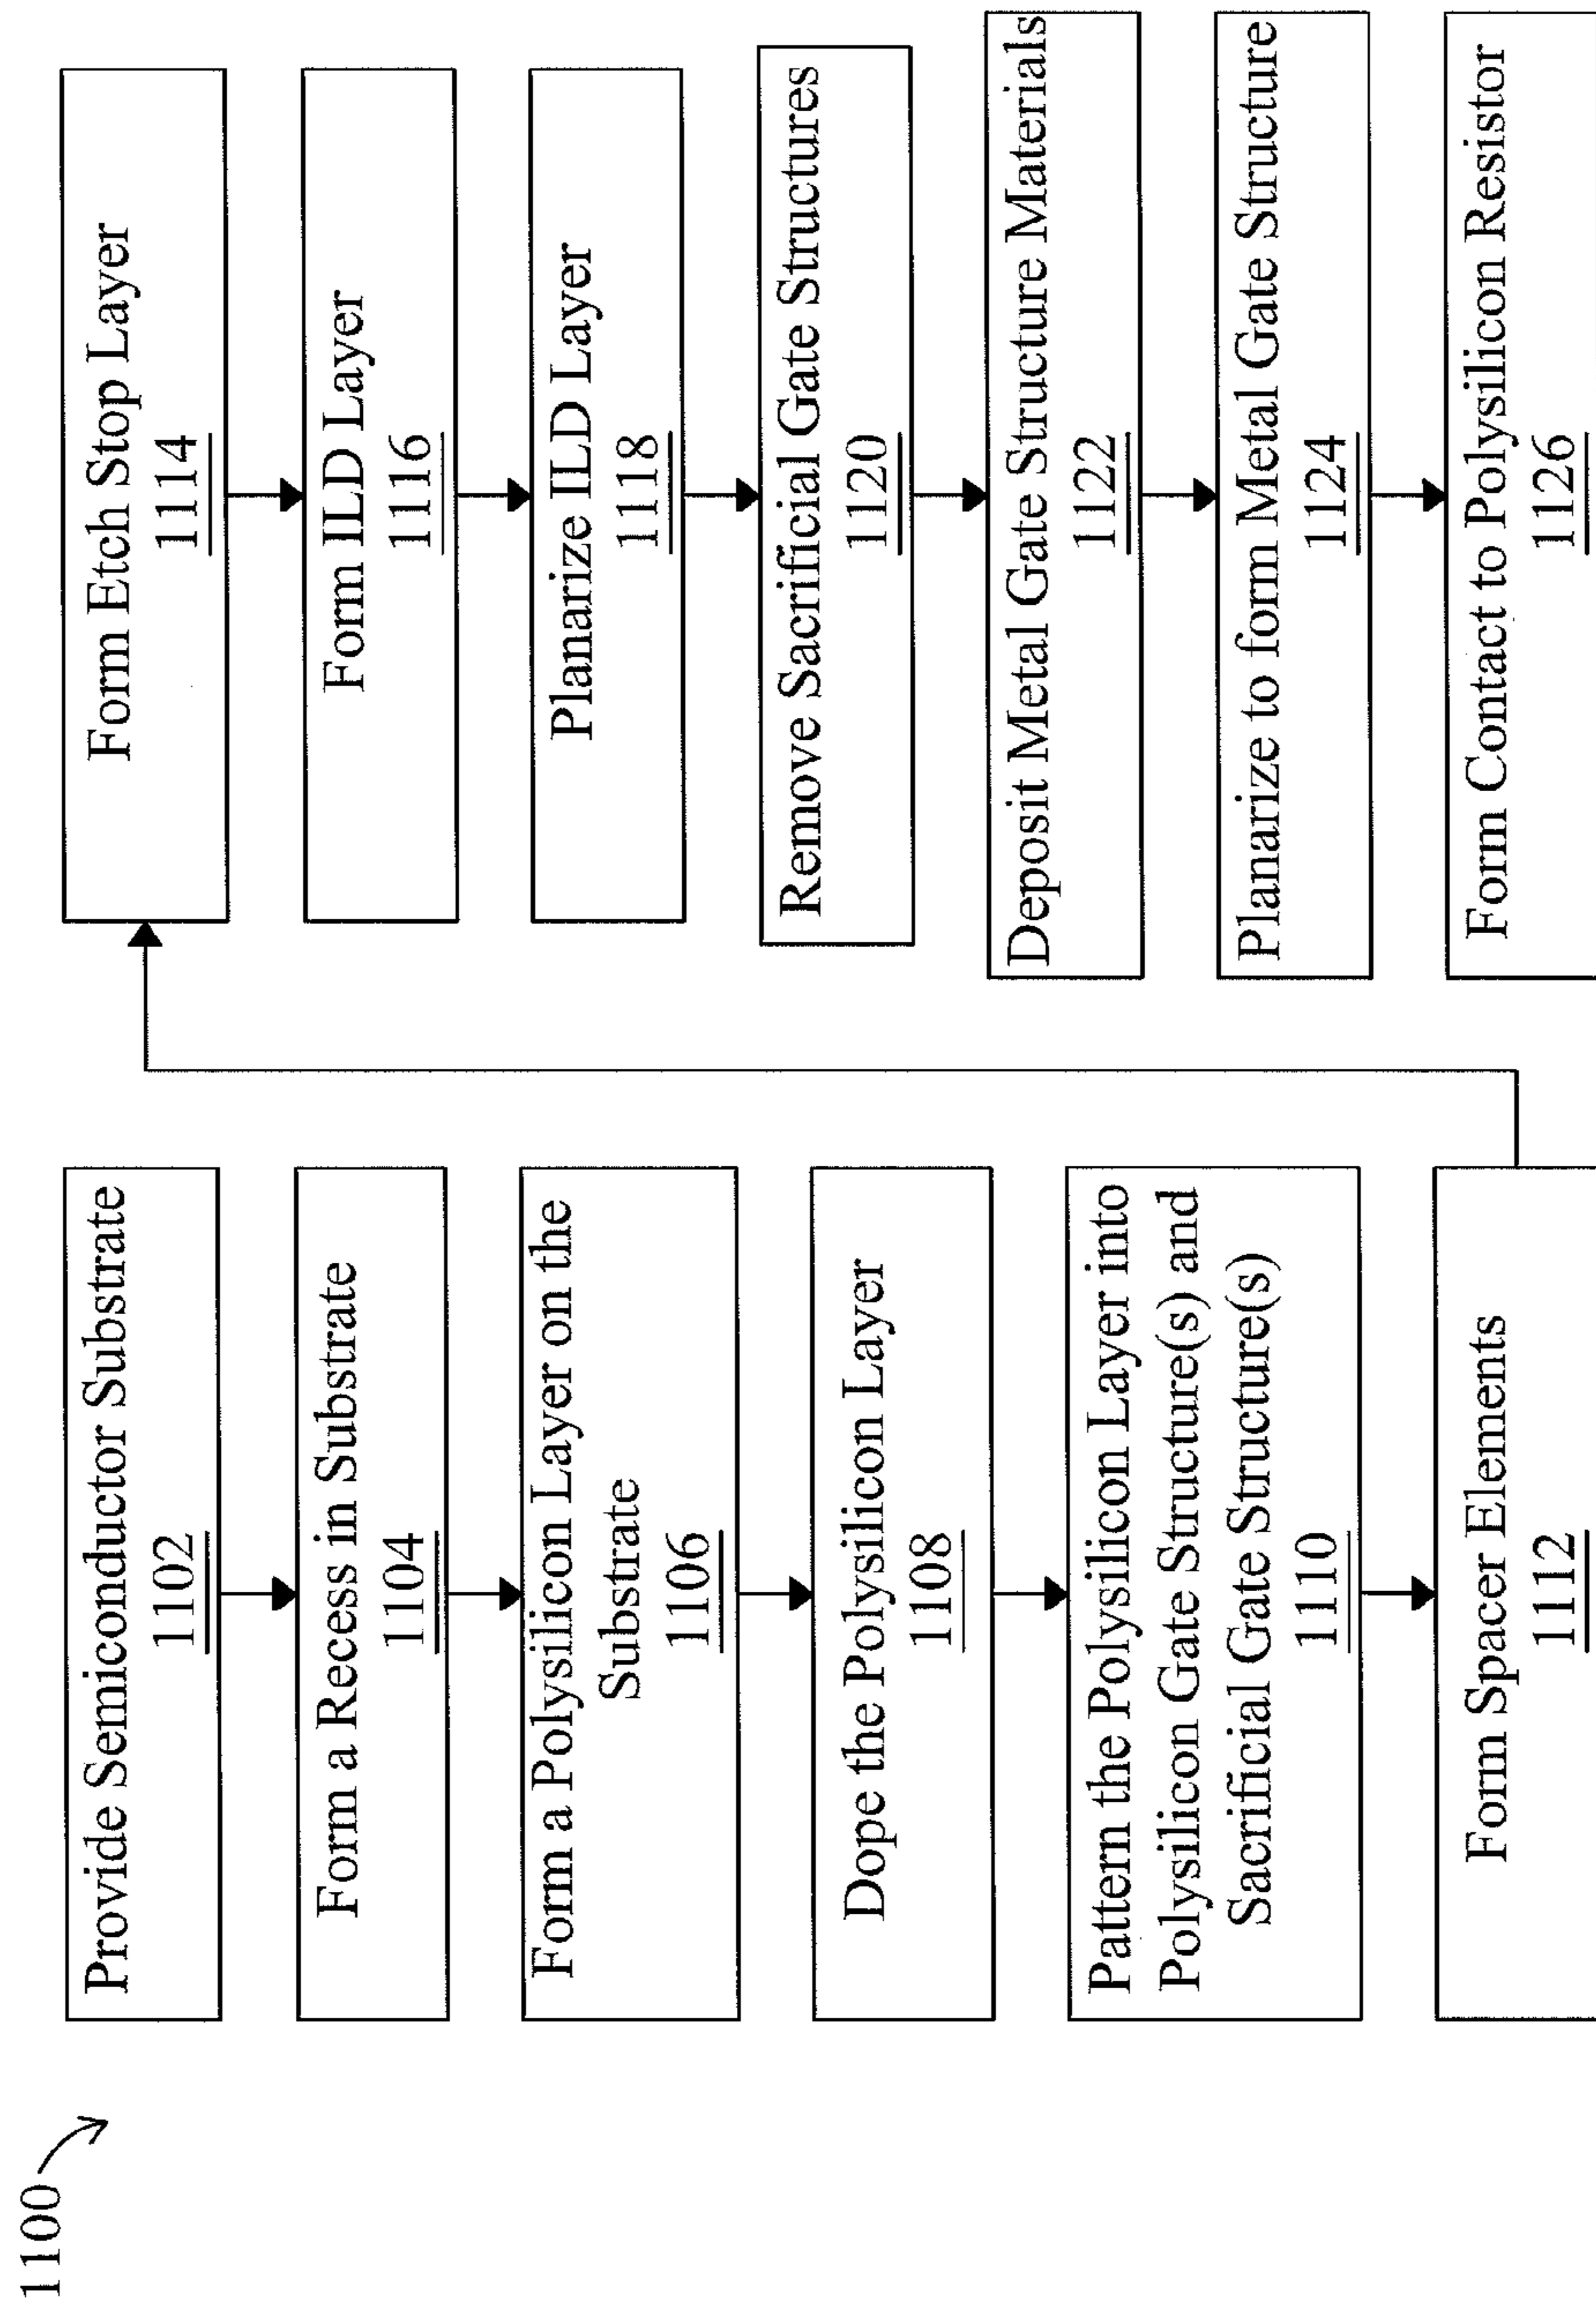 1100
Provide Semiconductor Substrate
1102
Form a Recess in Substrate
1104
Form a Polysilicon Layer on the
Substrate
1106
Dope the Polysilicon Layer
1108
Pattern the Polysilicon Layer into
Polysilicon Gate Structure(s) and
Sacrificial Gate Structure(s)
1110
Form Spacer Elements
1112
Form Etch Stop Layer
1114
Form ILD Layer
1116
Planarize ILD Layer
1118
Remove Sacrificial Gate Structures
1120
Deposit Metal Gate Structure Materials
1122
Planarize to form Metal Gate Structure
1124
Form Contact to Polysilicon Resistor
1126